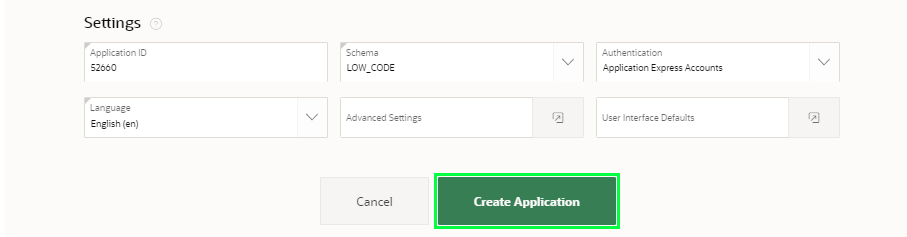 Settings
Application ID
52660
Schema
LOW_CODE
Authentication
Application Express Accounts
Language
English (en)
Advanced Settings
User Interface Defaults
Cancel
Create Application